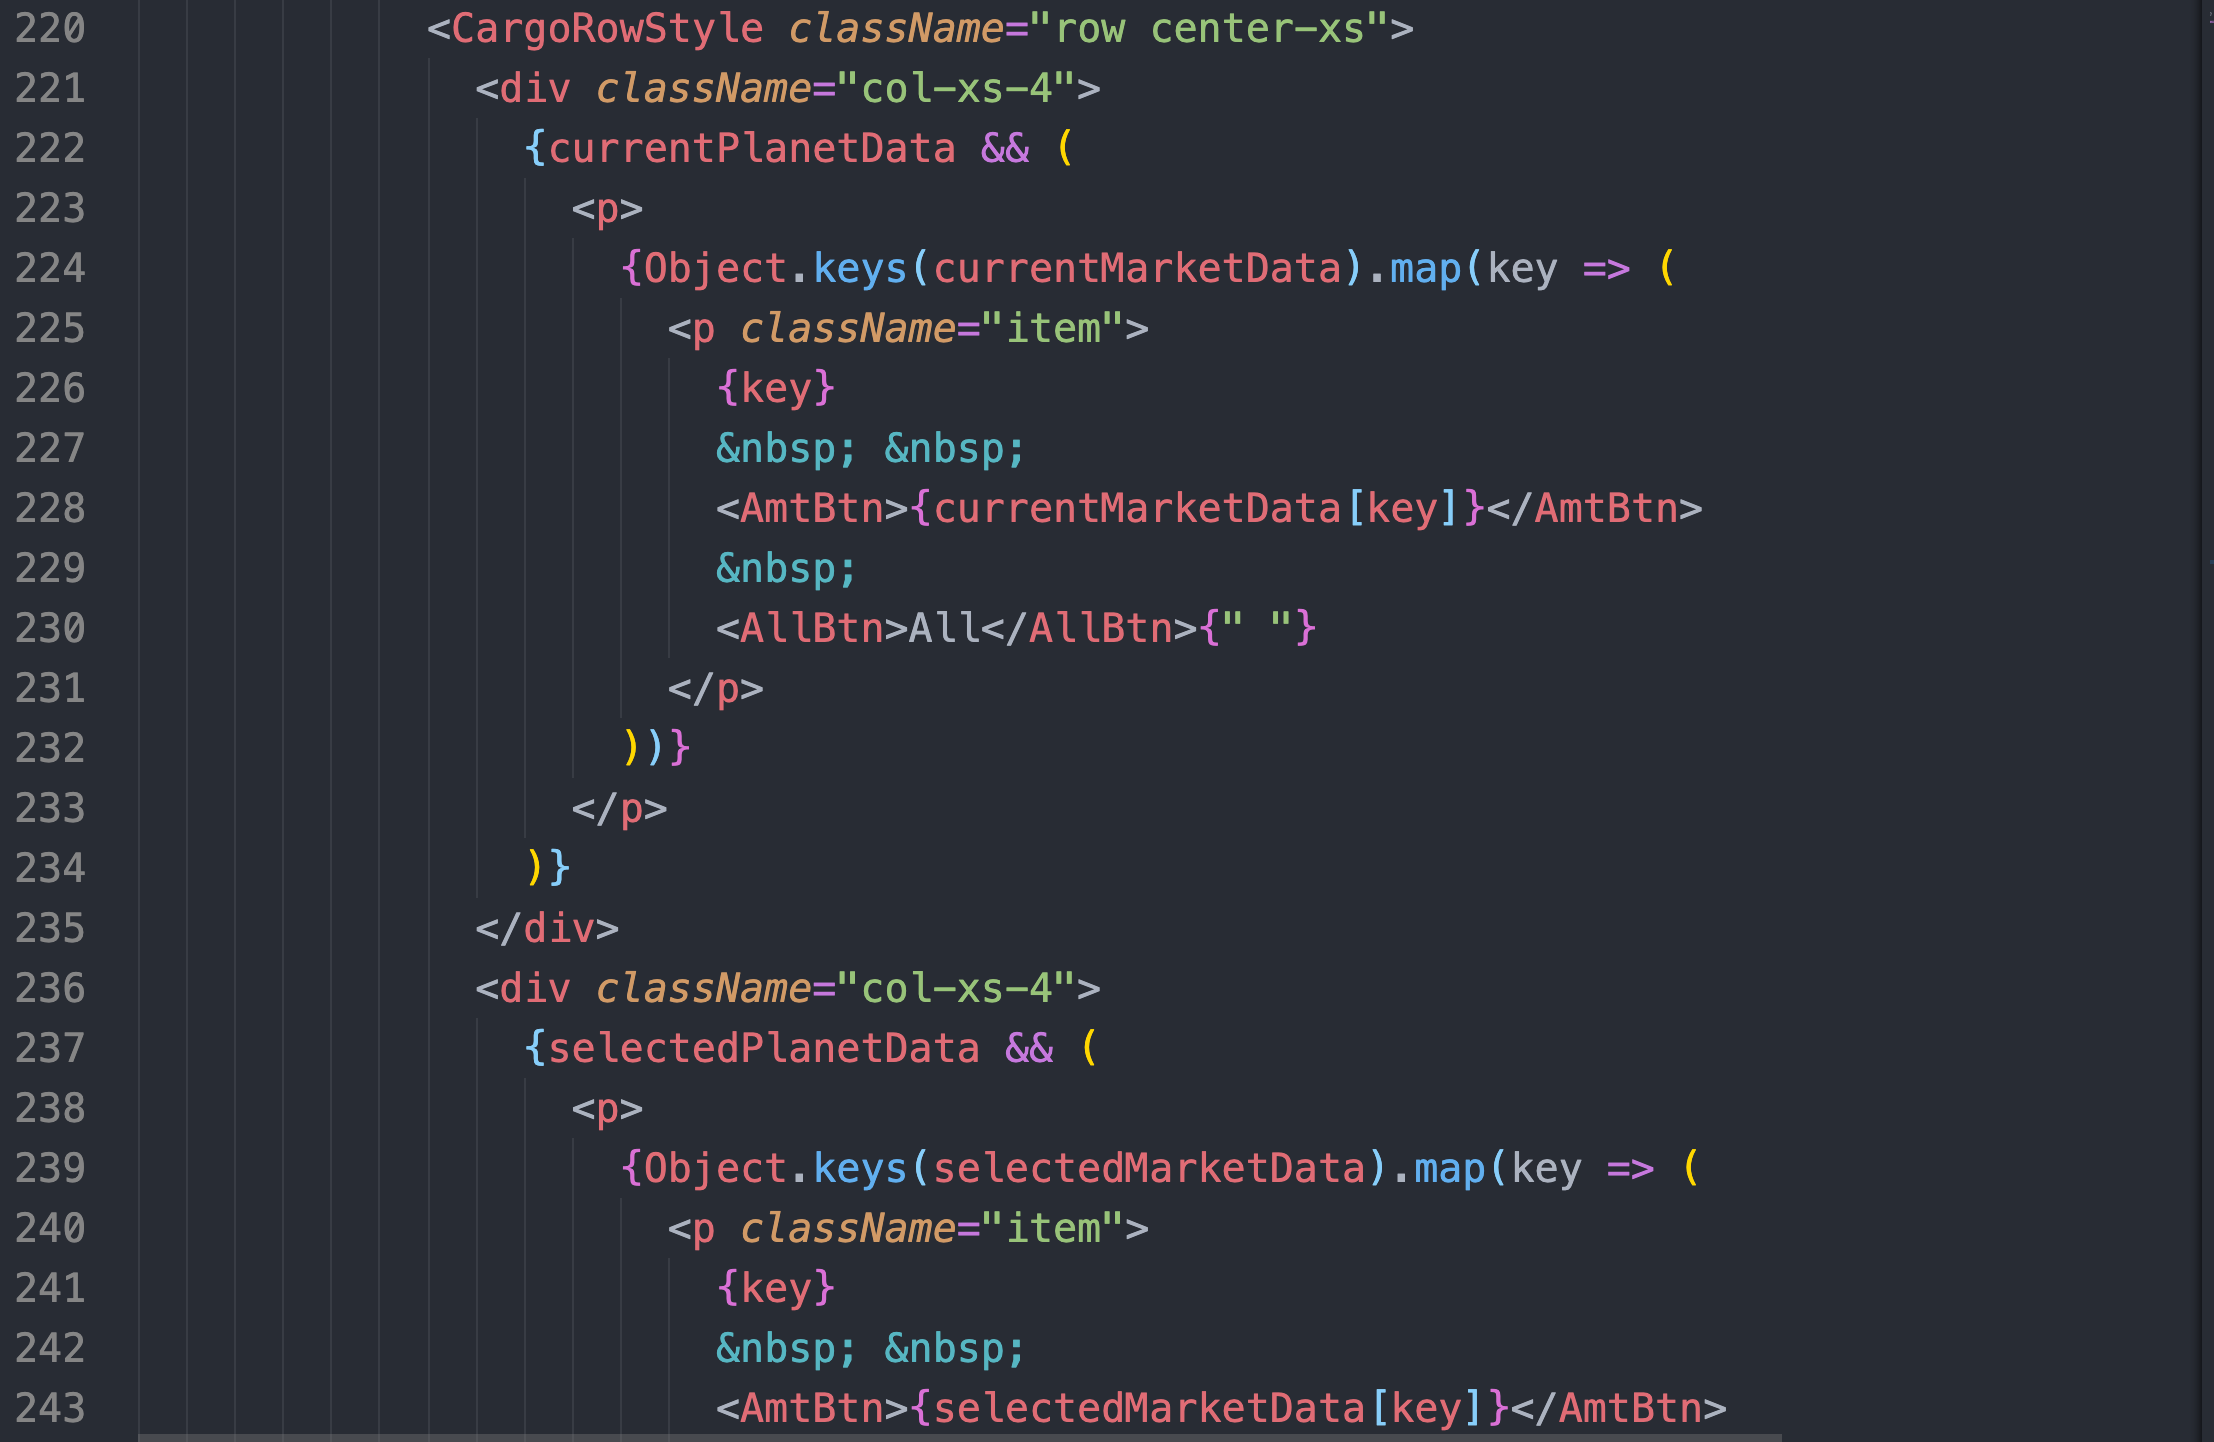 220 <CargoRowStyle className="row center-xs">
221 <div className="col-xs-4">
222 {currentPlanetData && (
223 <p>
224 {Object.keys(currentMarketData).map(key => (
225 <p className="item">
226 {key}
227 &nbsp; &nbsp;
228 <AmtBtn>{currentMarketData[key]}</AmtBtn>
229 &nbsp;
230 <AllBtn>All</AllBtn>{" "}
231 </p>
232 ))}
233 </p>
234 )}
235 </div>
236 <div className="col-xs-4">
237 {selectedPlanetData && (
238 <p>
239 {Object.keys(selectedMarketData).map(key => (
240 <p className="item">
241 {key}
242 &nbsp; &nbsp;
243 <AmtBtn>{selectedMarketData[key]}</AmtBtn>